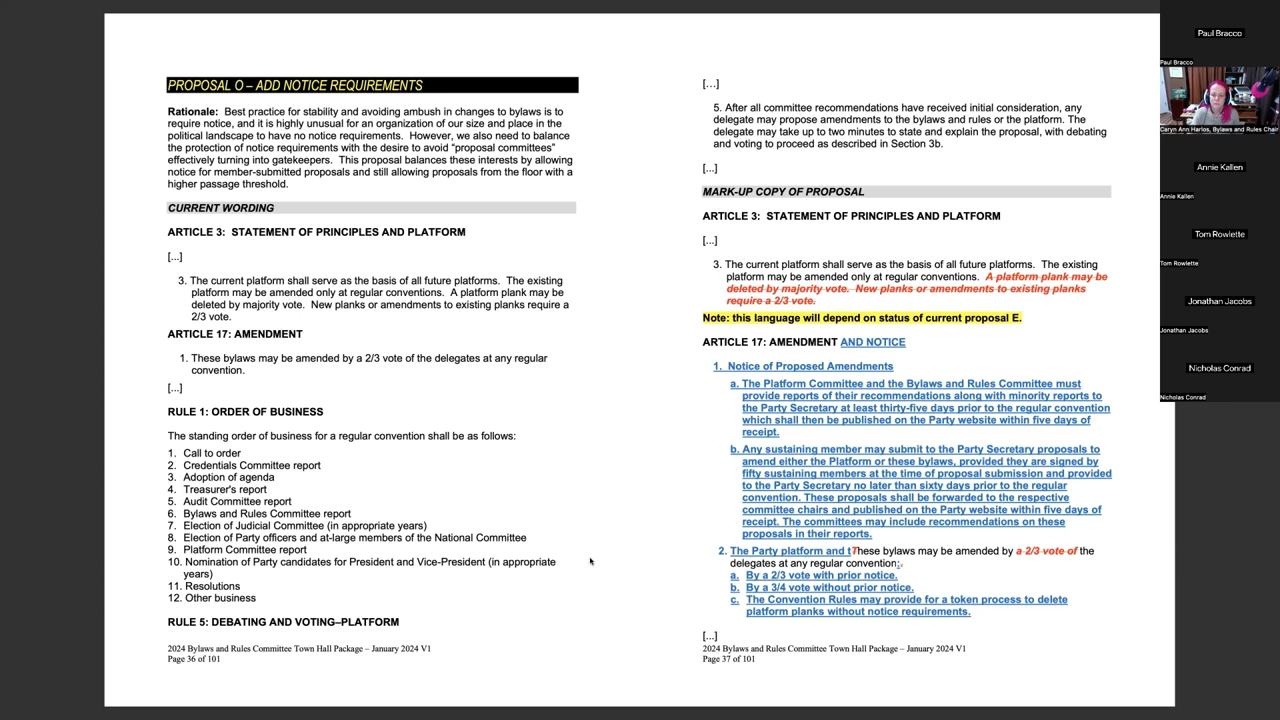 PROPOSAL O – ADD NOTICE REQUIREMENTS
Rationale: Best practice for stability and avoiding ambush in changes to bylaws is to
require notice, and it is highly unusual for an organization of our size and place in the
political landscape to have no notice requirements. However, we also need to balance
the protection of notice requirements with the desire to avoid “proposal committees”
effectively turning into gatekeepers. This proposal balances these interests by allowing
notice for member-submitted proposals and still allowing proposals from the floor with a
higher passage threshold.
CURRENT WORDING
ARTICLE 3: STATEMENT OF PRINCIPLES AND PLATFORM
[...]
3. The current platform shall serve as the basis of all future platforms. The existing
platform may be amended only at regular conventions. A platform plank may be
deleted by majority vote. New planks or amendments to existing planks require a
2/3 vote.
ARTICLE 17: AMENDMENT
1. These bylaws may be amended by a 2/3 vote of the delegates at any regular
convention.
[...]
RULE 1: ORDER OF BUSINESS
The standing order of business for a regular convention shall be as follows:
1. Call to order
2. Credentials Committee report
3. Adoption of agenda
4. Treasurer's report
5. Audit Committee report
6. Bylaws and Rules Committee report
7. Election of Judicial Committee (in appropriate years)
8. Election of Party officers and at-large members of the National Committee
9. Platform Committee report
10. Nomination of Party candidates for President and Vice-President (in appropriate
years)
11. Resolutions
12. Other business
RULE 5: DEBATING AND VOTING–PLATFORM
2024 Bylaws and Rules Committee Town Hall Package – January 2024 V1
Page 36 of 101
[...]
5. After all committee recommendations have received initial consideration, any
delegate may propose amendments to the bylaws and rules or the platform. The
delegate may take up to two minutes to state and explain the proposal, with debating
and voting to proceed as described in Section 3b.
[...]
MARK-UP COPY OF PROPOSAL
ARTICLE 3: STATEMENT OF PRINCIPLES AND PLATFORM
[...]
3. The current platform shall serve as the basis of all future platforms. The existing
platform may be amended only at regular conventions. A platform plank may be
deleted by majority vote. New planks or amendments to existing planks
require a 2/3 vote.
Note: this language will depend on status of current proposal E.
ARTICLE 17: AMENDMENT AND NOTICE
1. Notice of Proposed Amendments
a. The Platform Committee and the Bylaws and Rules Committee must
provide reports of their recommendations along with minority reports to
the Party Secretary at least thirty-five days prior to the regular convention
which shall then be published on the Party website within five days of
receipt.
b. Any sustaining member may submit to the Party Secretary proposals to
amend either the Platform or these bylaws, provided they are signed by
fifty sustaining members at the time of proposal submission and provided
to the Party Secretary no later than sixty days prior to the regular
convention. These proposals shall be forwarded to the respective
committee chairs and published on the Party website within five days of
receipt. The committees may include recommendations on these
proposals in their reports.
2. The Party platform and tThese bylaws may be amended by a 2/3 vote of the
delegates at any regular convention:.
a. By a 2/3 vote with prior notice.
b. By a 3/4 vote without prior notice.
c. The Convention Rules may provide for a token process to delete
platform planks without notice requirements.
[...]
2024 Bylaws and Rules Committee Town Hall Package – January 2024 V1
Page 37 of 101
Paul Bracco
Paul Bracco
Caryn Ann Harlos, Bylaws and Rules Chair
Annie Kallen
Annie Kallen
Tom Rowlette
Tom Rowlette
Jonathan Jacobs
Jonathan Jacobs
Nicholas Conrad
Nicholas Conrad